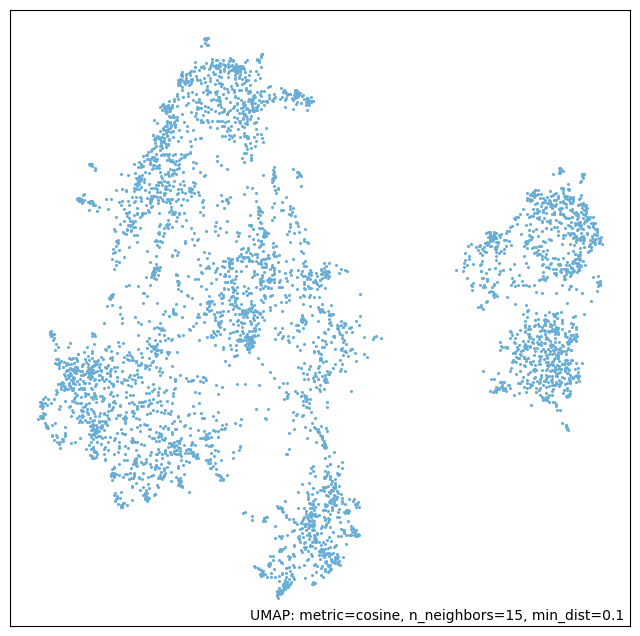 UMAP: metric=cosine, n_neighbors=15, min_dist=0.1